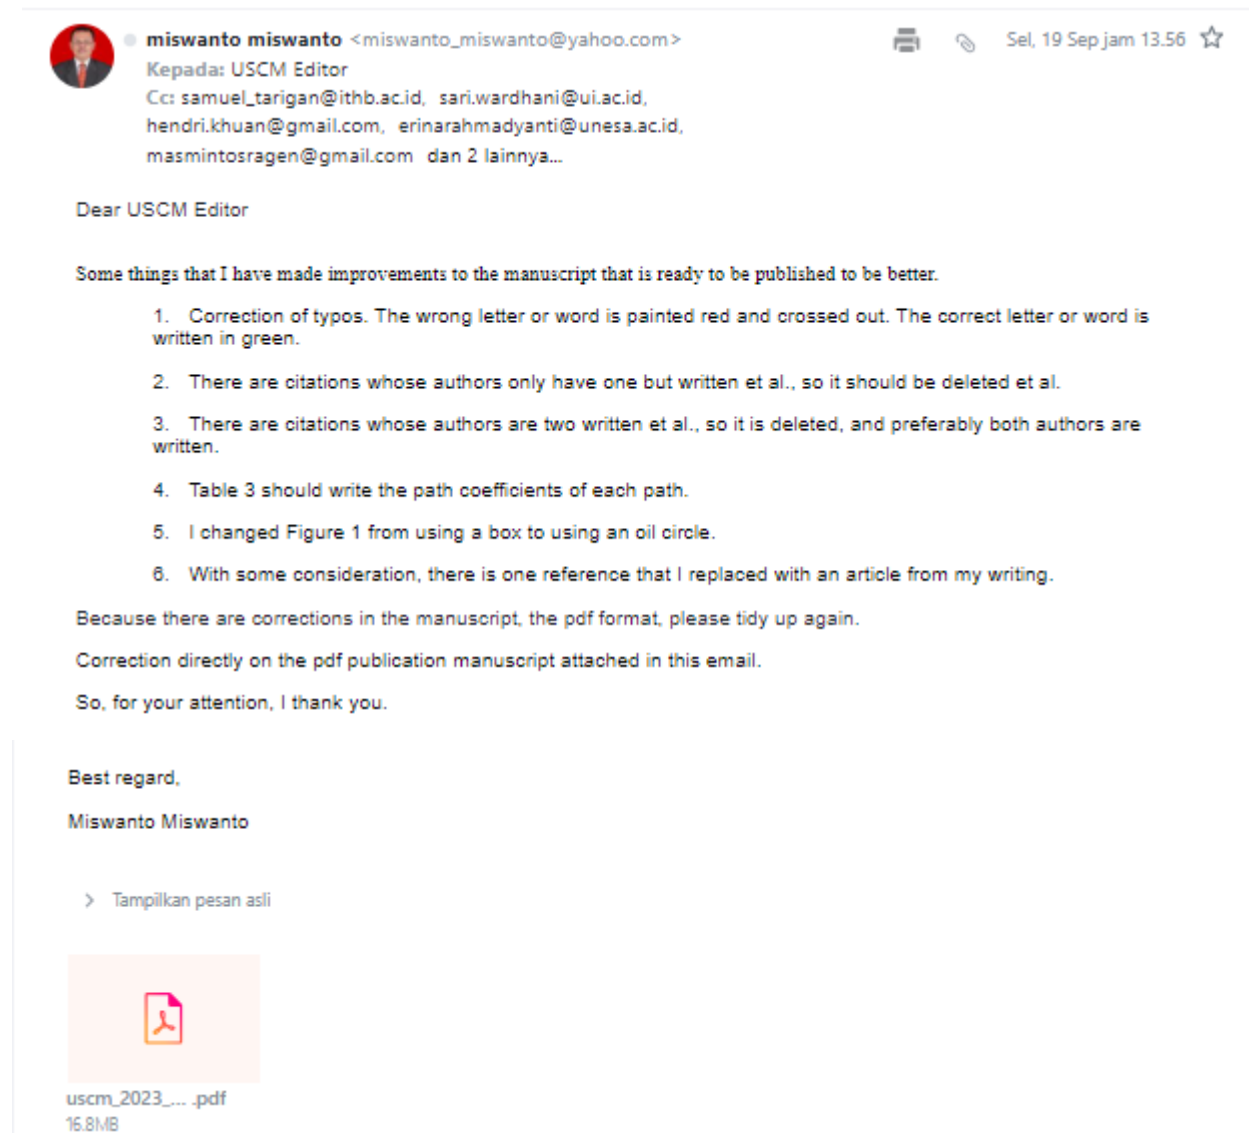 miswanto miswanto <miswanto_miswanto@yahoo.com>
Sel, 19 Sep jam 13.56
Kepada: USCM Editor
Cc: samuel_tarigan@ithb.ac.id, sari.wardhani@ui.ac.id,
hendri.khuan@gmail.com, erinarahmadyanti@unesa.ac.id,
masmintosragen@gmail.com dan 2 lainnya...
Dear USCM Editor
Some things that I have made improvements to the manuscript that is ready to be published to be better.
1. Correction of typos. The wrong letter or word is painted red and crossed out. The correct letter or word is
written in green.
2. There are citations whose authors only have one but written et al., so it should be deleted et al.
3. There are citations whose authors are two written et al., so it is deleted, and preferably both authors are
written.
4. Table 3 should write the path coefficients of each path.
5. I changed Figure 1 from using a box to using an oil circle.
6. With some consideration, there is one reference that I replaced with an article from my writing.
Because there are corrections in the manuscript, the pdf format, please tidy up again.
Correction directly on the pdf publication manuscript attached in this email.
So, for your attention, I thank you.
Best regard,
Miswanto Miswanto
Tampilkan pesan asli
uscm_2023_... .pdf
16.8MB